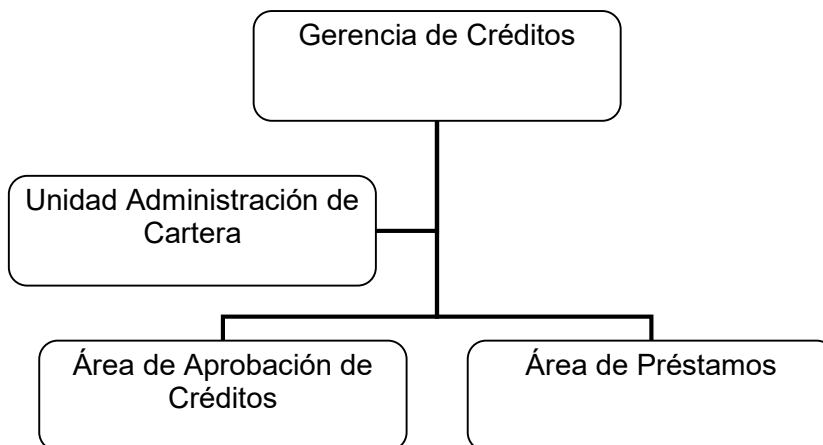 Gerencia de Créditos
Unidad Administración de
Cartera
Área de Aprobación de
Créditos
Área de Préstamos